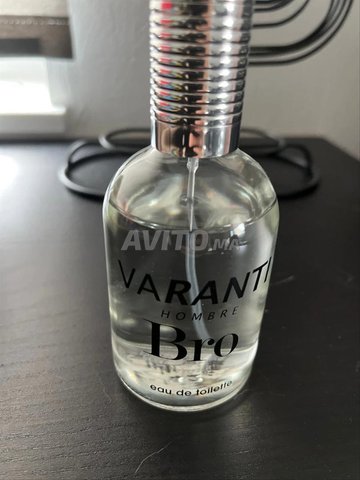 AVITO.MA
VARANTI
HOMBRE
Bro
eau de toilette